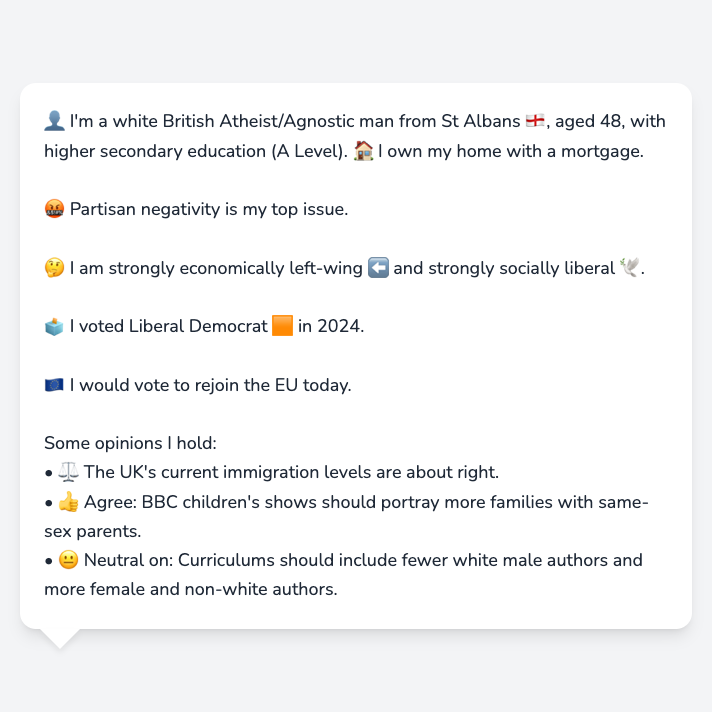 👤 I'm a white British Atheist/Agnostic man from St Albans 🏴󠁧󠁢󠁥󠁮󠁧󠁿, aged 48, with
higher secondary education (A Level). 🏠 I own my home with a mortgage.
🤬 Partisan negativity is my top issue.
🤔 I am strongly economically left-wing ⬅️ and strongly socially liberal 🕊️.
🗳️ I voted Liberal Democrat 🟧 in 2024.
🇪🇺 I would vote to rejoin the EU today.
Some opinions I hold:
• ⚖️ The UK's current immigration levels are about right.
• 👍 Agree: BBC children's shows should portray more families with same-
sex parents.
• 😐 Neutral on: Curriculums should include fewer white male authors and
more female and non-white authors.